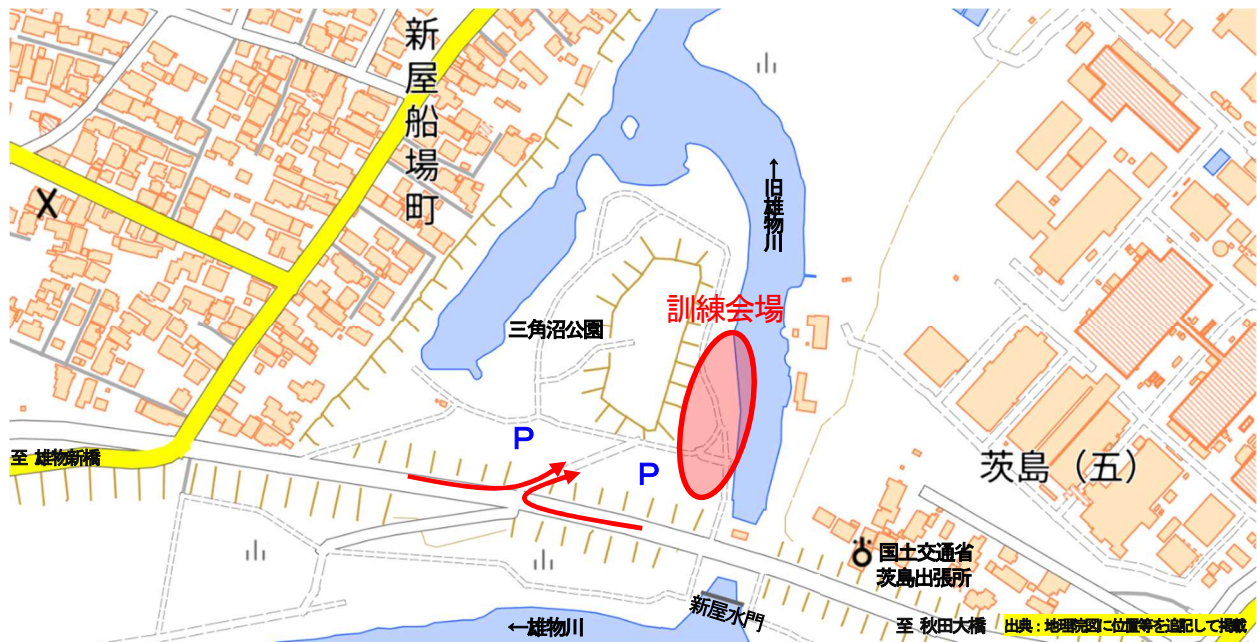 新屋船場町
←旧雄物川
訓練会場
三角沼公園
P
P
至 雄物新橋
茨島（五）
国土交通省
茨島出張所
新屋水門
←雄物川
至 秋田大橋
出典：地理院図に位置等を追記して掲載